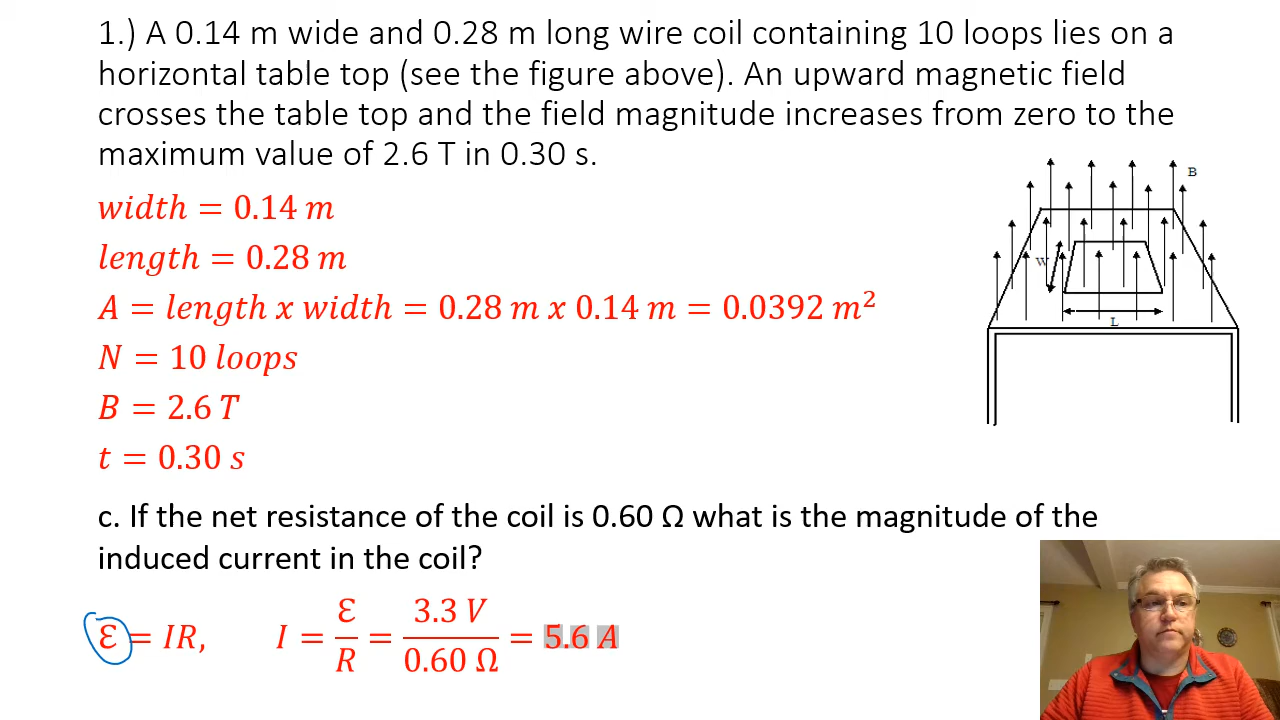 1.) A 0.14 m wide and 0.28 m long wire coil containing 10 loops lies on a
horizontal table top (see the figure above). An upward magnetic field
crosses the table top and the field magnitude increases from zero to the
maximum value of 2.6 T in 0.30 s.
B
W
L
width = 0.14 m
length = 0.28 m
A = length x width = 0.28 m x 0.14 m = 0.0392 m²
N = 10 loops
B = 2.6 T
t = 0.30 s
c. If the net resistance of the coil is 0.60 Ω what is the magnitude of the
induced current in the coil?
Ɛ = IR, I = Ɛ/R = 3.3 V/0.60 Ω = 5.6 A